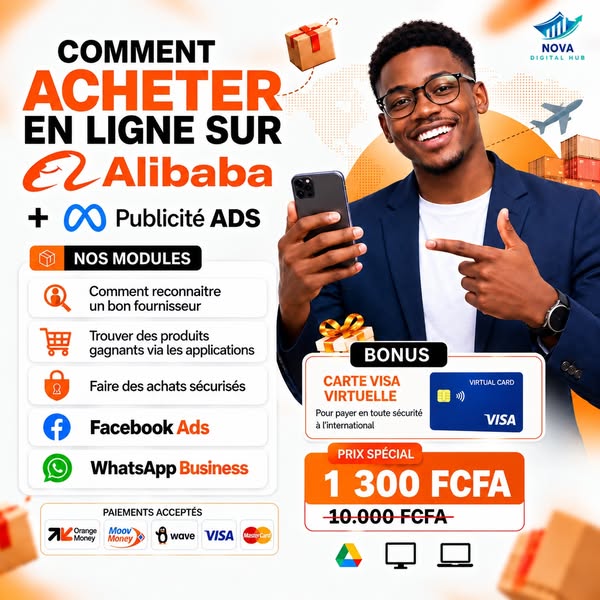 COMMENT
ACHETER
EN LIGNE SUR
Alibaba
+ Publicité ADS
NOVA
DIGITAL HUB
NOS MODULES
Comment reconnaitre
un bon fournisseur
Trouver des produits
gagnants via les applications
Faire des achats sécurisés
Facebook Ads
WhatsApp Business
PAIEMENTS ACCEPTÉS
Orange
Money
Moov
Money
wave
VISA
MasterCard
BONUS
CARTE VISA
VIRTUELLE
Pour payer en toute sécurité
à l'international
VIRTUAL CARD
VISA
PRIX SPÉCIAL
1 300 FCFA
10.000 FCFA